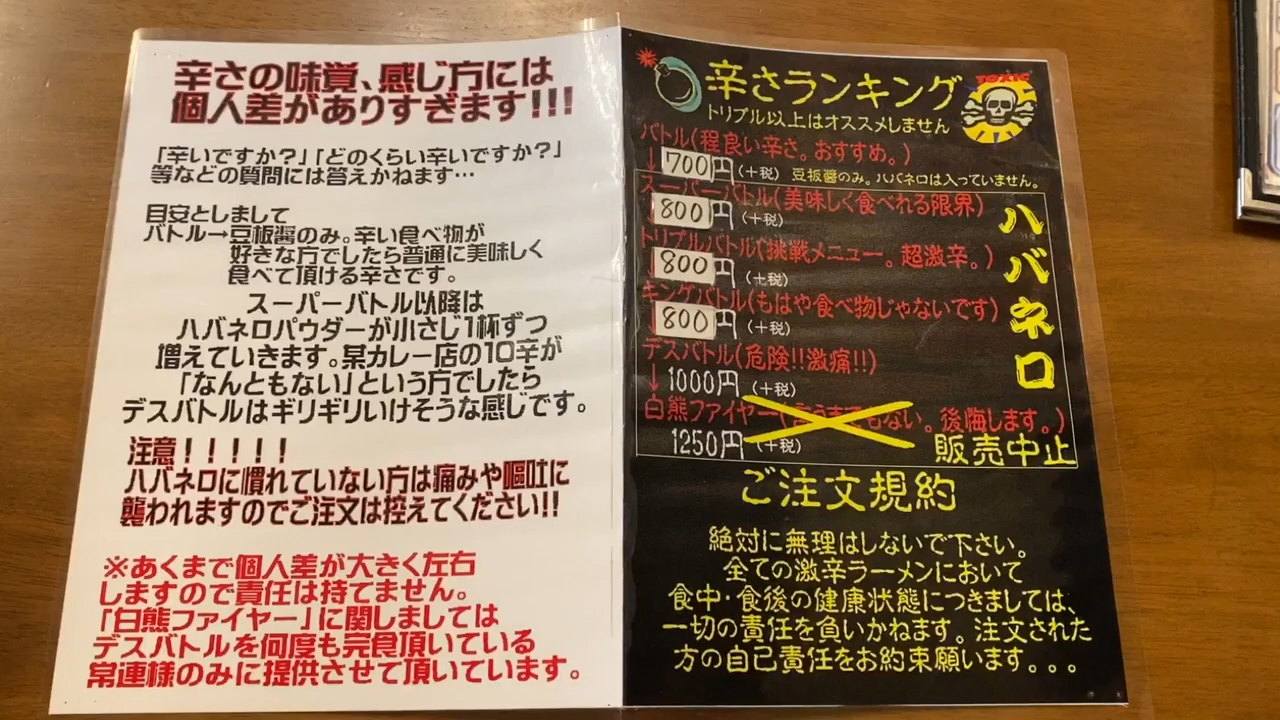 辛さの味覚、感じ方には
個人差がありすぎます!!!
「辛いですか?」「どのくらい辛いですか?」
等などの質問には答えかねます…
目安としまして
バトル→豆板醤のみ。辛い食べ物が
好きな方でしたら普通に美味しく
食べて頂ける辛さです。
スーパーバトル以降は
ハバネロパウダーが小さじ1杯ずつ
増えていきます。某カレー店の10辛が
「なんともない」という方でしたら
デスバトルはギリギリいけそうな感じです。
注意!!!!!
ハバネロに慣れていない方は痛みや嘔吐に
襲われますのでご注文は控えてください!!
※あくまで個人差が大きく左右
しますので責任は持てません。
「白熊ファイヤー」に関しましては
デスバトルを何度も完食頂いている
常連様のみに提供させて頂いています。
辛さランキング
TOXIC
トリプル以上はオススメしません
バトル(程良い辛さ。おすすめ。)
↓700円(+税) 豆板醤のみ。ハバネロは入っていません。
スーパーバトル(美味しく食べれる限界)
↓800円(+税)
トリプルバトル(挑戦メニュー。超激辛。)
↓800円(+税)
キングバトル(もはや食べ物じゃないです)
↓800円(+税)
デスバトル(危険!!激痛!!)
↓1000円(+税)
白熊ファイヤー(言うまでもない。後悔します。)
1250円(+税) 販売中止
ハバネロ
ご注文規約
絶対に無理はしないで下さい。
全ての激辛ラーメンにおいて
食中・食後の健康状態につきましては、
一切の責任を負いかねます。注文された
方の自己責任をお約束願います。。。